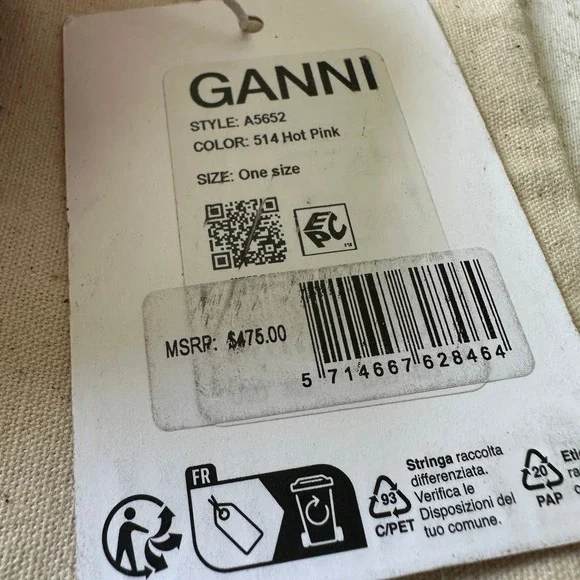 GANNI
STYLE: A5652
COLOR: 514 Hot Pink
SIZE: One size
EPC
MSRP: $475.00
5 714667 628464
FR
Stringa raccolta
differenziata.
Verifica le
Disposizioni del
tuo comune.
93
C/PET
20
PAP